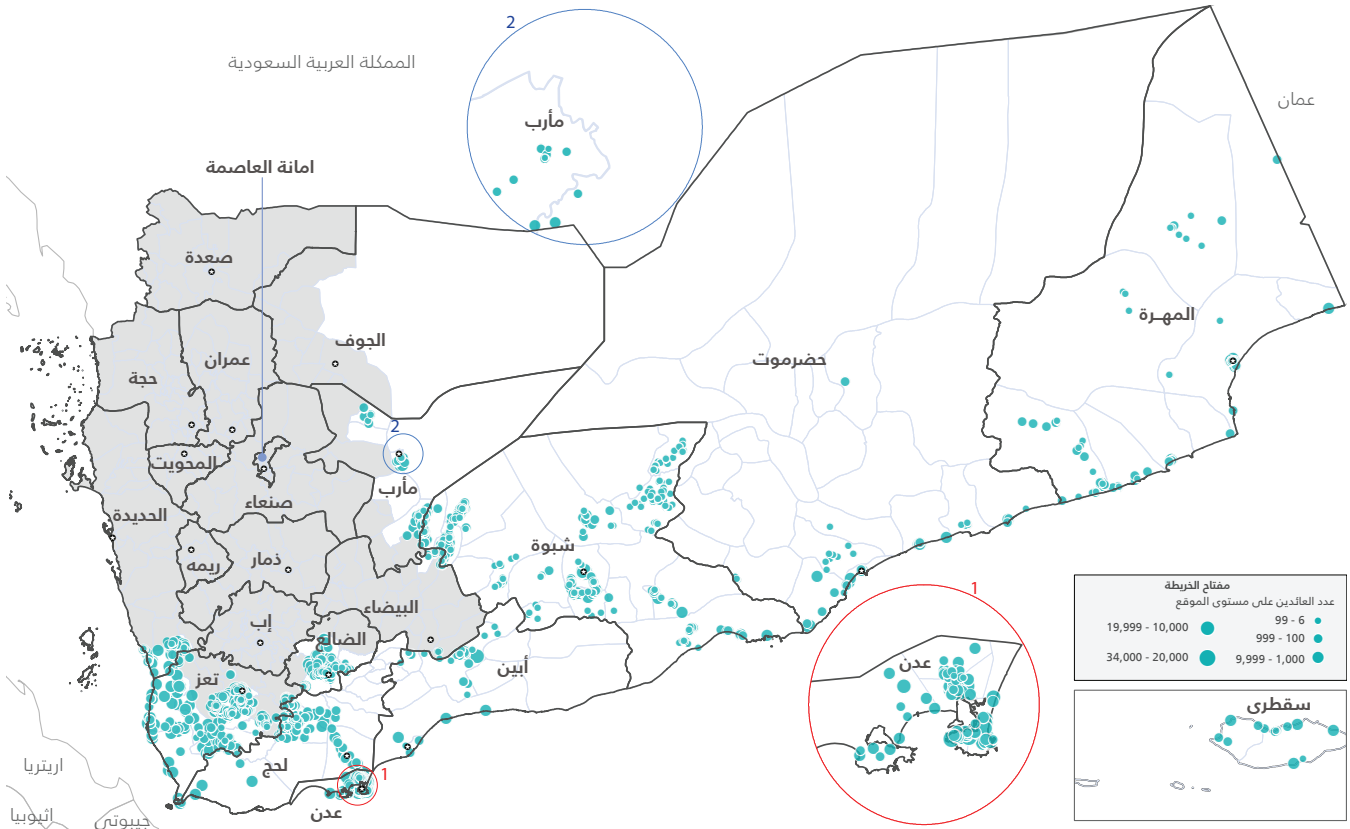 2
الممكلة العربية السعودية
عمان
مأرب
امانة العاصمة
صعدة
المهـرة
الجوف
عمران
حضرموت
حجة
2
المحويت
مأرب
صنعاء
الحديدة
شبوة
ذمار
ريمه
مفتاح الخريطة
عدد العائدين على مستوى الموقع
6 - 99
100 - 999
1,000 - 9,999
10,000 - 19,999
20,000 - 34,000
1
البيضاء
إب
الضالع
عدن
أبين
تعز
سقطرى
لحج
1
اريتريا
عدن
اثيوبيا
جيبوتي